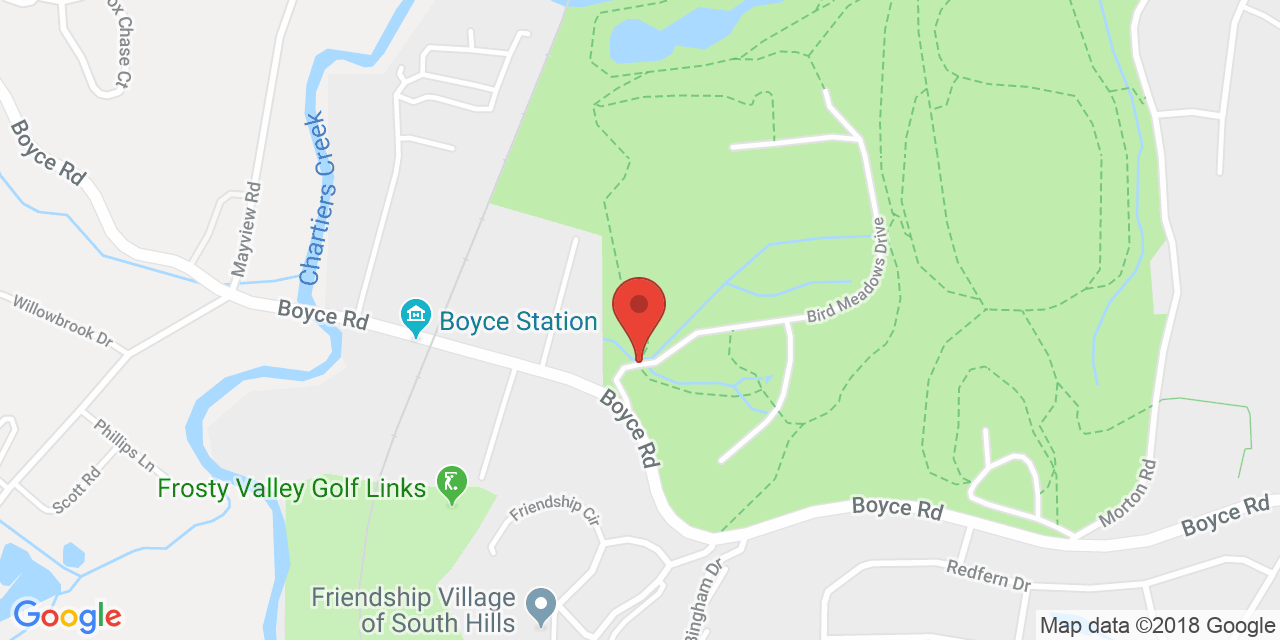 ox Chase Ct
Boyce Rd
Chartiers Creek
Mayview Rd
Bird Meadows Drive
Boyce Rd
Boyce Station
Willowbrook Dr
Boyce Rd
Phillips Ln
Scott Rd
Frosty Valley Golf Links
Friendship Cir
Boyce Rd
Morton Rd
Boyce Rd
Redfern Dr
Bingham Dr
Friendship Village
of South Hills
Google
Map data ©2018 Google